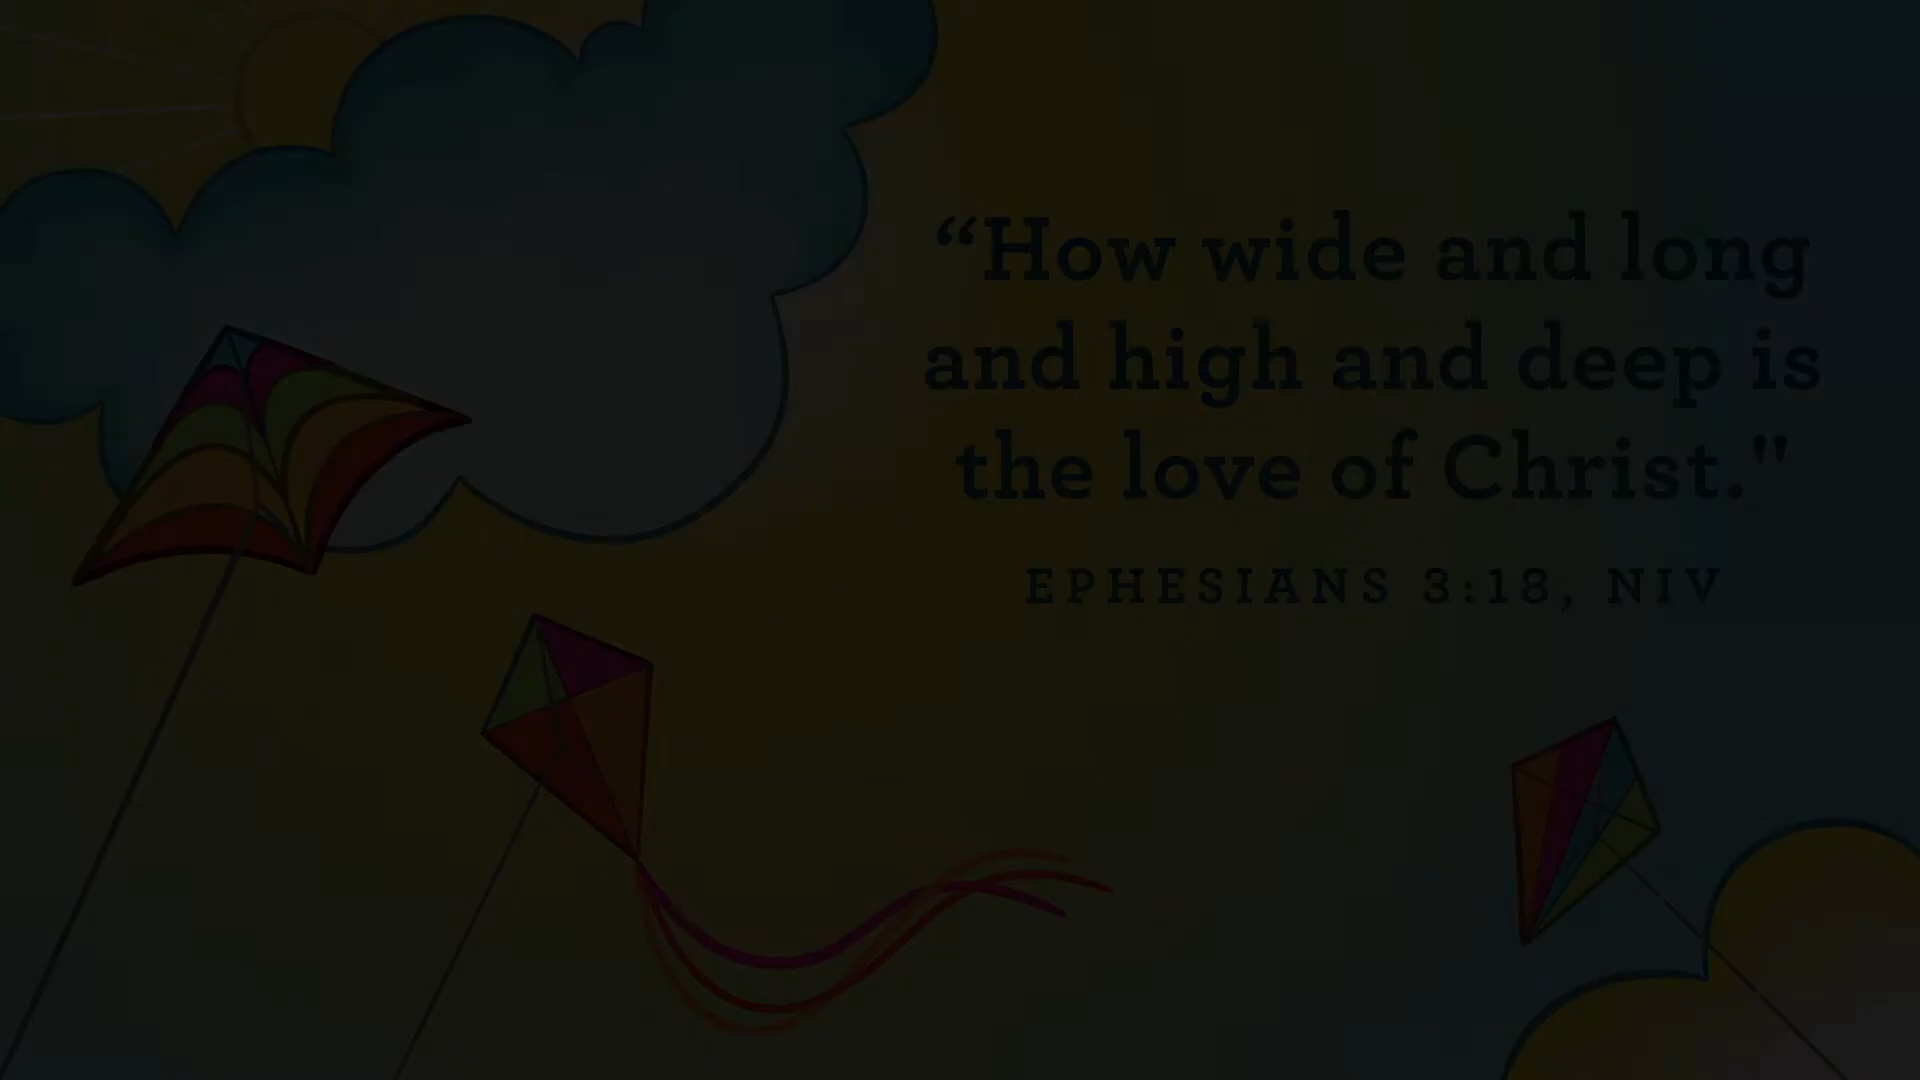 “How wide and long
and high and deep is
the love of Christ."
EPHESIANS 3:18, NIV